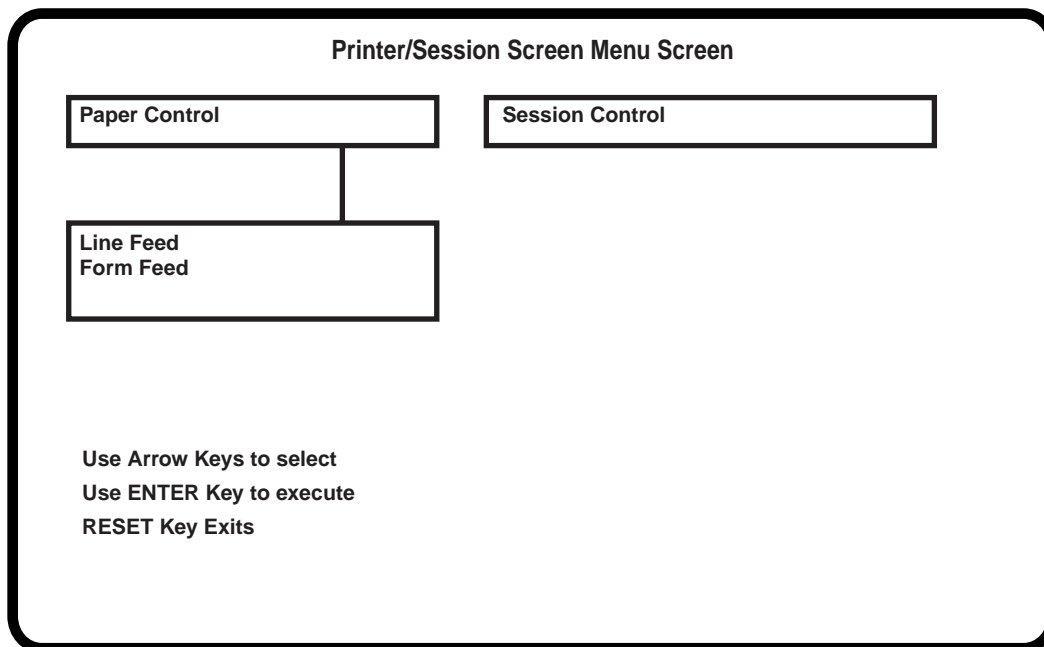 Printer/Session Screen Menu Screen
Paper Control
Session Control
Line Feed
Form Feed
Use Arrow Keys to select
Use ENTER Key to execute
RESET Key Exits